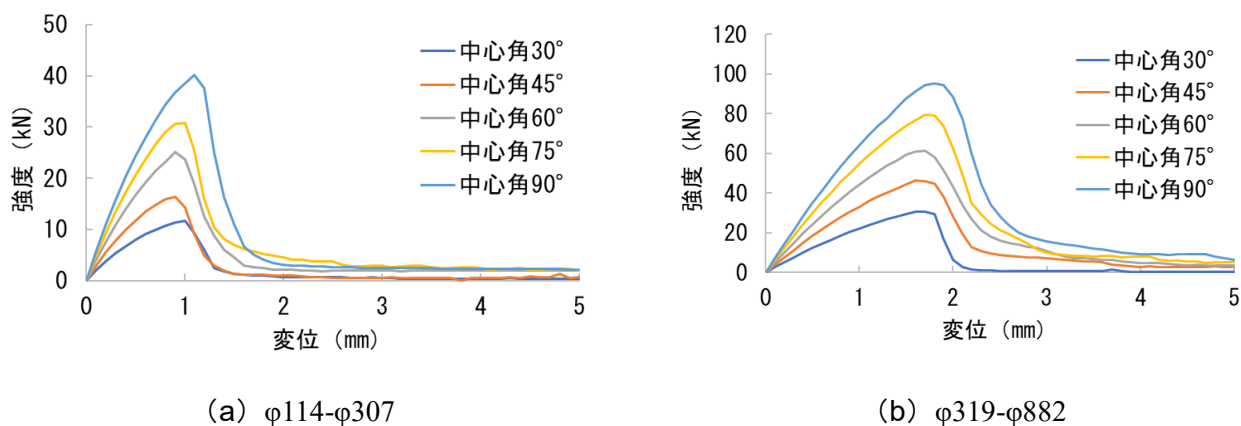 50
40
30
20
10
0
強度（kN）
0 1 2 3 4 5
変位（mm）
中心角30°
中心角45°
中心角60°
中心角75°
中心角90°
（a）φ114-φ307
120
100
80
60
40
20
0
強度（kN）
0 1 2 3 4 5
変位（mm）
中心角30°
中心角45°
中心角60°
中心角75°
中心角90°
（b）φ319-φ882